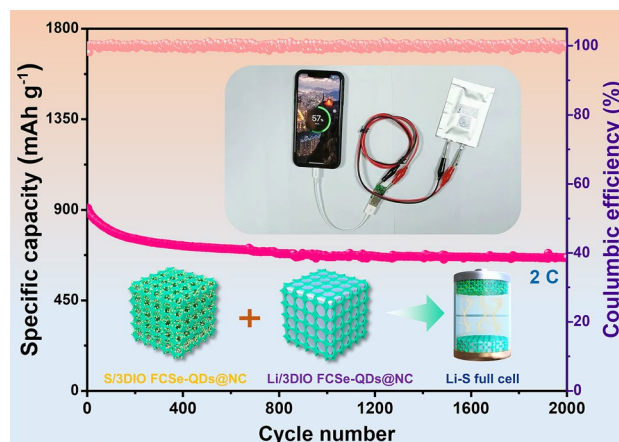 1800
1350
900
450
0
Specific capacity (mAh g⁻¹)
57%
2 C
S/3DIO FCSe-QDs@NC
+
Li/3DIO FCSe-QDs@NC
Li-S full cell
100
80
60
40
20
0
Coulumbic efficiency (%)
0
400
800
1200
1600
2000
Cycle number